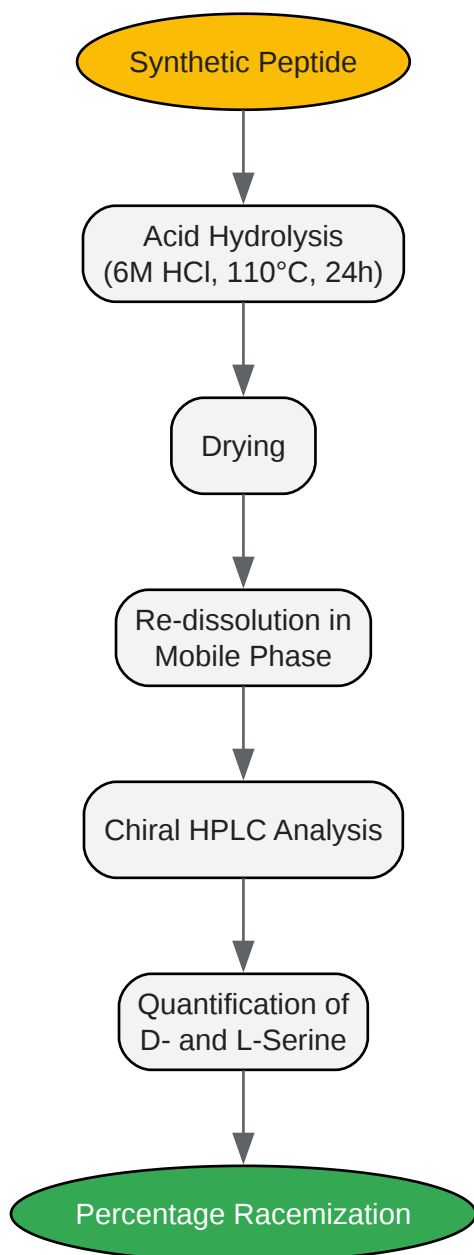 Synthetic Peptide
Acid Hydrolysis
(6M HCl, 110°C, 24h)
Drying
Re-dissolution in
Mobile Phase
Chiral HPLC Analysis
Quantification of
D- and L-Serine
Percentage Racemization